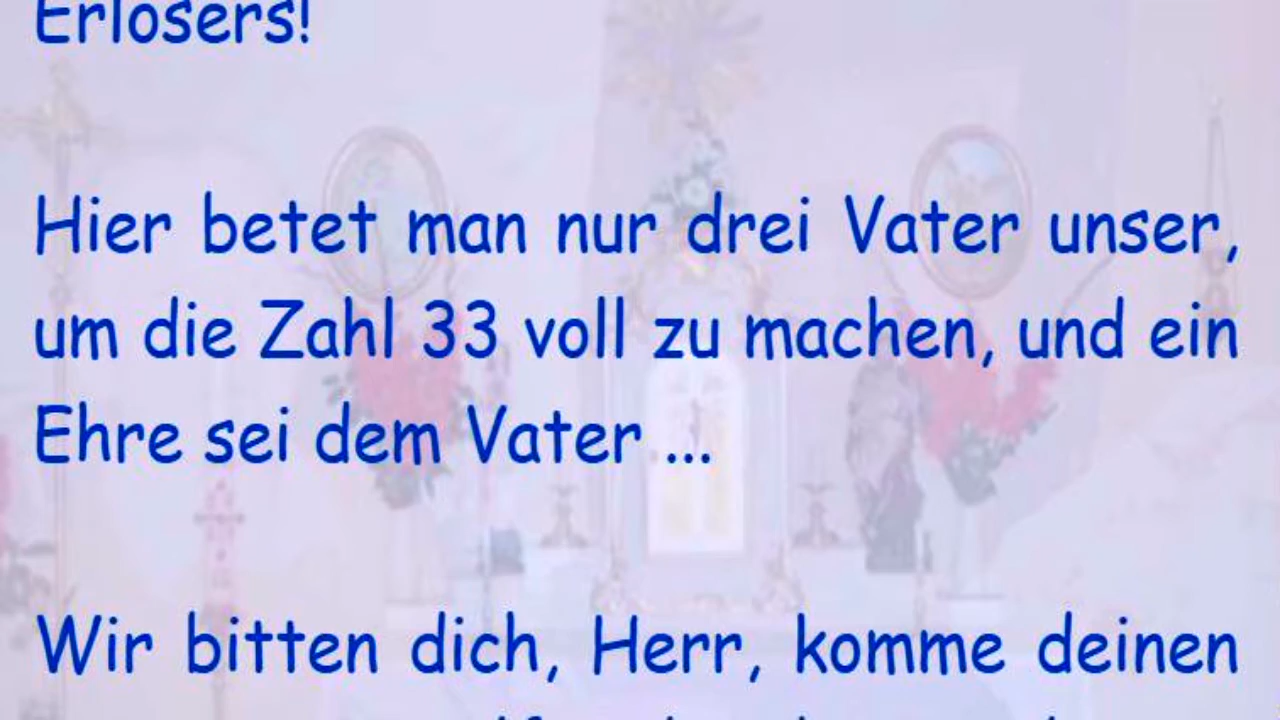 Erlösers!
Hier betet man nur drei Vater unser,
um die Zahl 33 voll zu machen, und ein
Ehre sei dem Vater ...
Wir bitten dich, Herr, komme deinen